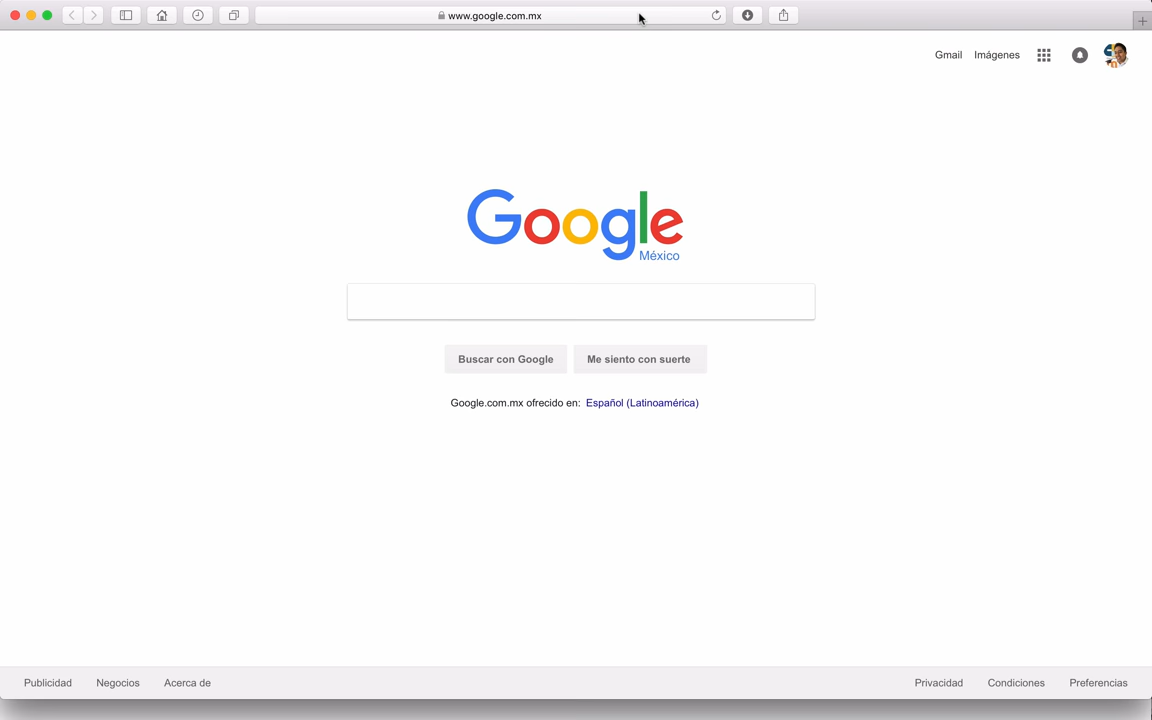 www.google.com.mx
Gmail Imágenes
Google
México
Buscar con Google Me siento con suerte
Google.com.mx ofrecido en: Español (Latinoamérica)
Publicidad Negocios Acerca de Privacidad Condiciones Preferencias